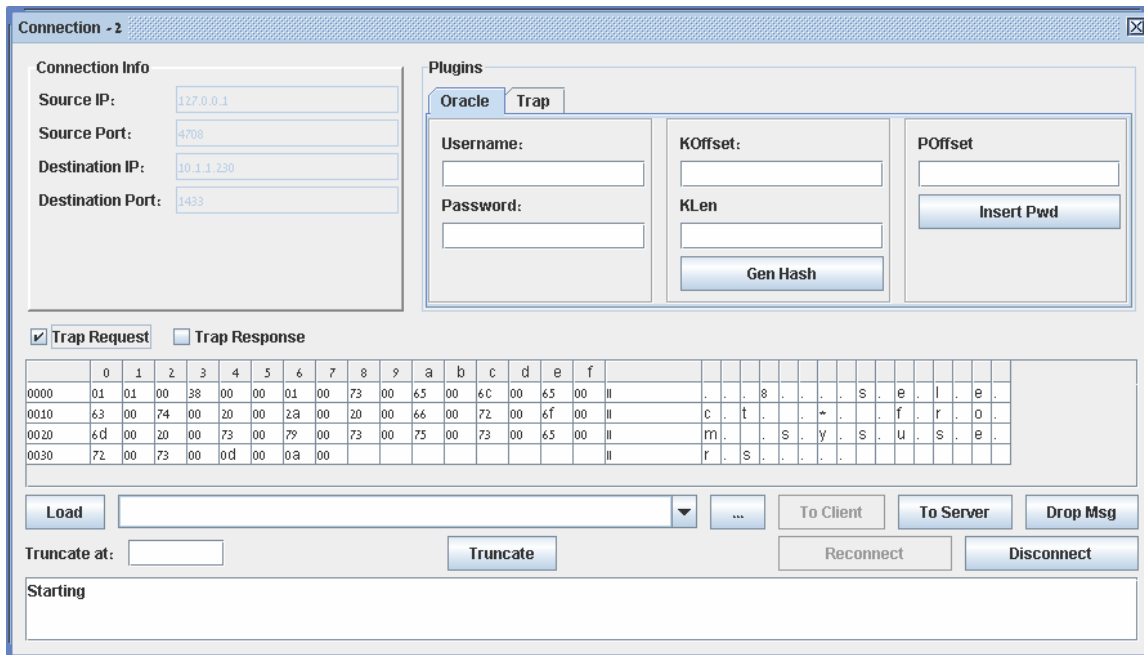 Connection - 2
Connection Info
Source IP: 127.0.0.1
Source Port: 4708
Destination IP: 10.1.1.230
Destination Port: 1433
Plugins
Oracle Trap
Username: KOffset: POffset
Insert Pwd
Password: KLen
Gen Hash
Trap Request Trap Response
0 1 2 3 4 5 6 7 8 9 a b c d e f
0000 01 01 00 38 00 00 01 00 73 00 65 00 6C 00 65 00 || . . . 8 . . . . s . e . l . e .
0010 63 00 74 00 20 00 2a 00 20 00 66 00 72 00 6f 00 || c . t . . * . . f . r . o .
0020 6d 00 20 00 73 00 79 00 73 00 75 00 73 00 65 00 || m . . s . y . s . u . s . e .
0030 72 00 73 00 0d 00 0a 00 || r . s . . . . .
Load ... To Client To Server Drop Msg
Truncate at: Truncate Reconnect Disconnect
Starting